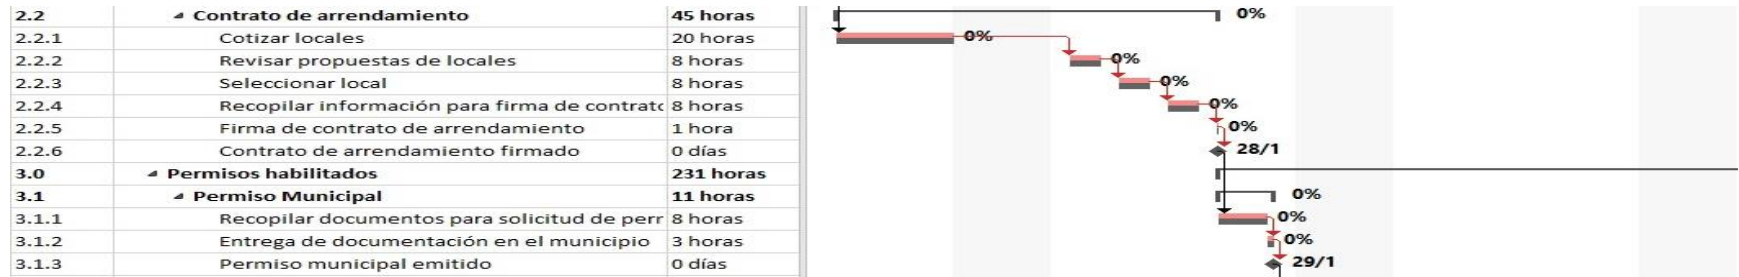 2.2 Contrato de arrendamiento 45 horas 0%
2.2.1 Cotizar locales 20 horas 0%
2.2.2 Revisar propuestas de locales 8 horas 0%
2.2.3 Seleccionar local 8 horas 0%
2.2.4 Recopilar información para firma de contrato 8 horas 0%
2.2.5 Firma de contrato de arrendamiento 1 hora 0%
2.2.6 Contrato de arrendamiento firmado 0 días 28/1
3.0 Permisos habilitados 231 horas
3.1 Permiso Municipal 11 horas 0%
3.1.1 Recopilar documentos para solicitud de perr 8 horas 0%
3.1.2 Entrega de documentación en el municipio 3 horas 0%
3.1.3 Permiso municipal emitido 0 días 29/1